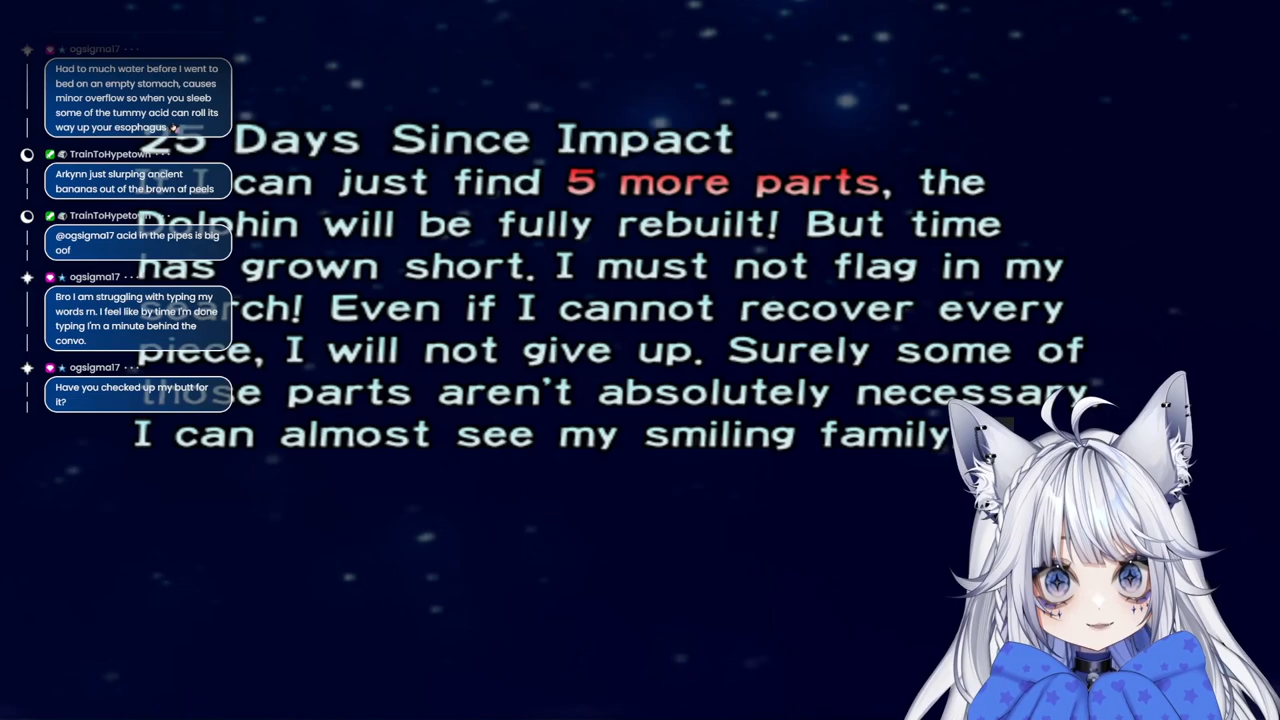 ogsigma17
Had to much water before I went to
bed on an empty stomach, causes
minor overflow so when you sleeb
some of the tummy acid can roll its
way up your esophagus
TrainToHypetown
Arkynn just slurping ancient
bananas out of the brown af peels
TrainToHypetown
@ogsigma17 acid in the pipes is big
oof
ogsigma17
Bro I am struggling with typing my
words rn. I feel like by time I'm done
typing I'm a minute behind the
convo.
ogsigma17
Have you checked up my butt for
it?
25 Days Since Impact
If I can just find 5 more parts, the
Dolphin will be fully rebuilt! But time
has grown short. I must not flag in my
search! Even if I cannot recover every
piece, I will not give up. Surely some of
those parts aren't absolutely necessary.
I can almost see my smiling family